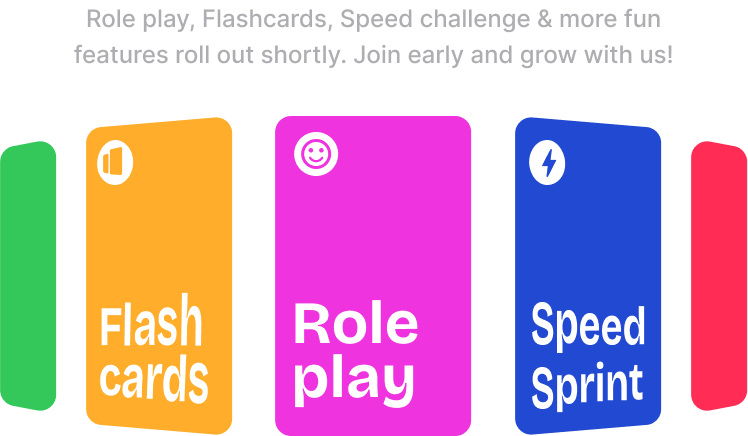 Role play, Flashcards, Speed challenge & more fun
features roll out shortly. Join early and grow with us!
Flash
cards
Role
play
Speed
Sprint